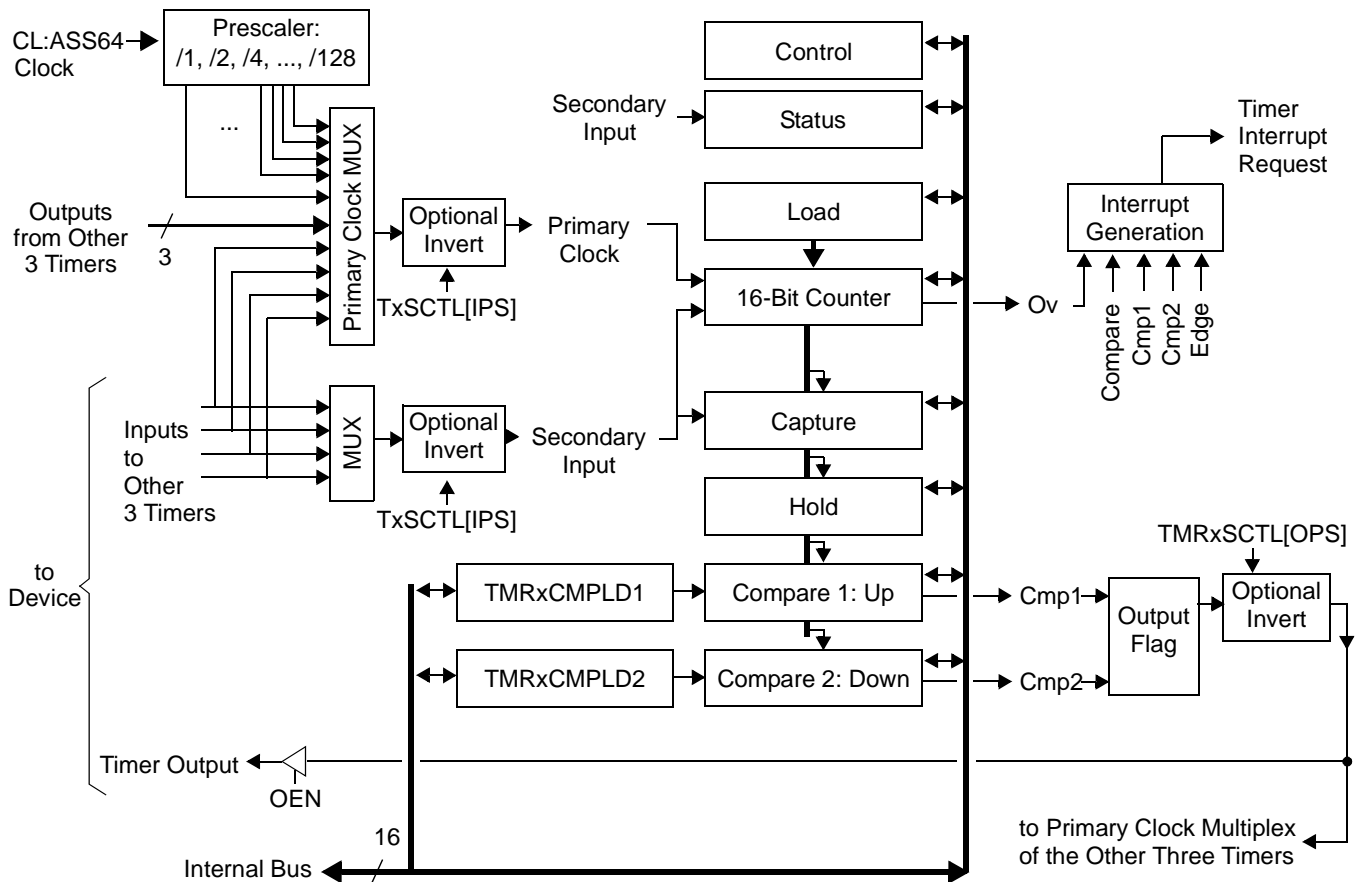 CL:ASS64
Clock
Prescaler:
/1, /2, /4, ..., /128
...
Outputs
from Other
3 Timers
3
Primary Clock MUX
Optional
Invert
TxSCTL[IPS]
Primary
Clock
Inputs
to
Other
3 Timers
MUX
Optional
Invert
TxSCTL[IPS]
Secondary
Input
Secondary
Input
Control
Status
Load
16-Bit Counter
Capture
Hold
TMRxCMPLD1
Compare 1: Up
TMRxCMPLD2
Compare 2: Down
Ov
Compare
Cmp1
Cmp2
Edge
Interrupt
Generation
Timer
Interrupt
Request
Cmp1
Cmp2
Output
Flag
TMRxSCTL[OPS]
Optional
Invert
to
Device
Timer Output
OEN
to Primary Clock Multiplex
of the Other Three Timers
Internal Bus
16